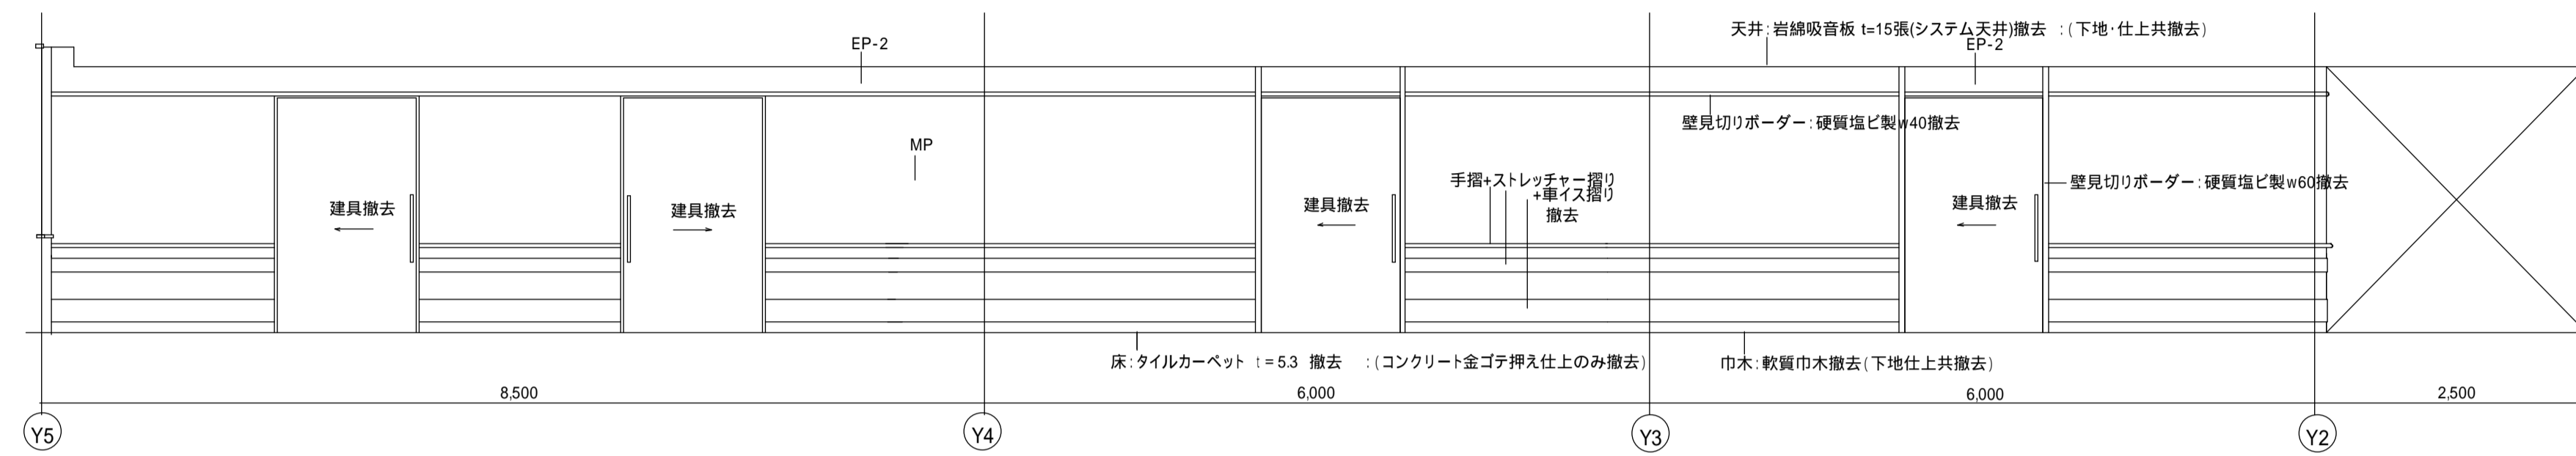 天井:岩綿吸音板 t=15張(システム天井)撤去 :(下地・仕上共撤去)
EP-2
EP-2
壁見切りボーダー:硬質塩ビ製w40撤去
MP
手摺+ストレッチャー摺り
+車イス摺り
撤去
壁見切りボーダー:硬質塩ビ製w60撤去
建具撤去
建具撤去
建具撤去
建具撤去
床:タイルカーペット t=5.3 撤去 :(コンクリート金ゴテ押え仕上のみ撤去)
巾木:軟質巾木撤去(下地仕上共撤去)
8,500
6,000
6,000
2,500
Y5
Y4
Y3
Y2